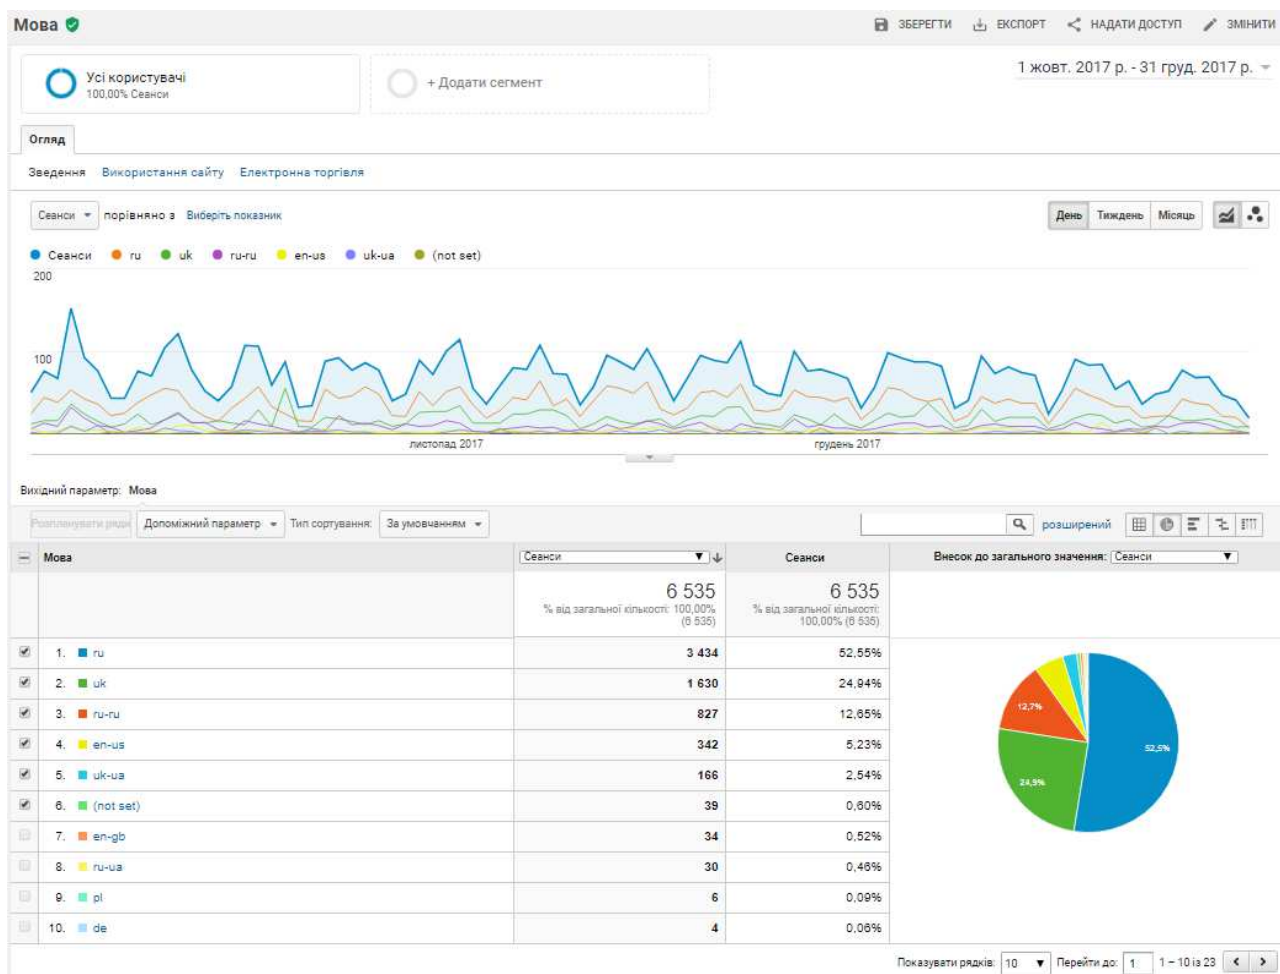 Мова
ЗБЕРЕГТИ ЕКСПОРТ НАДАТИ ДОСТУП ЗМІНИТИ
Усі користувачі
100,00% Сеанси
+ Додати сегмент
1 жовт. 2017 р. - 31 груд. 2017 р.
Огляд
Зведення Використання сайту Електронна торгівля
Сеанси порівняно з Виберіть показник
День Тиждень Місяць
Сеанси ru uk ru-ru en-us uk-ua (not set)
200
100
листопад 2017 грудень 2017
Вихідний параметр: Мова
Розпланувати ряди Допоміжний параметр Тип сортування: За умовчанням розширений
Мова Сеанси Сеанси Внесок до загального значення: Сеанси
6 535 6 535
% від загальної кількості: 100,00% (6 535) % від загальної кількості: 100,00% (6 535)
1. ru 3 434 52,55%
2. uk 1 630 24,94%
3. ru-ru 827 12,65%
4. en-us 342 5,23%
5. uk-ua 166 2,54%
6. (not set) 39 0,60%
7. en-gb 34 0,52%
8. ru-ua 30 0,46%
9. pl 6 0,09%
10. de 4 0,06%
12,7%
52,5%
24,9%
Показувати рядків: 10 Перейти до: 1 1 – 10 із 23